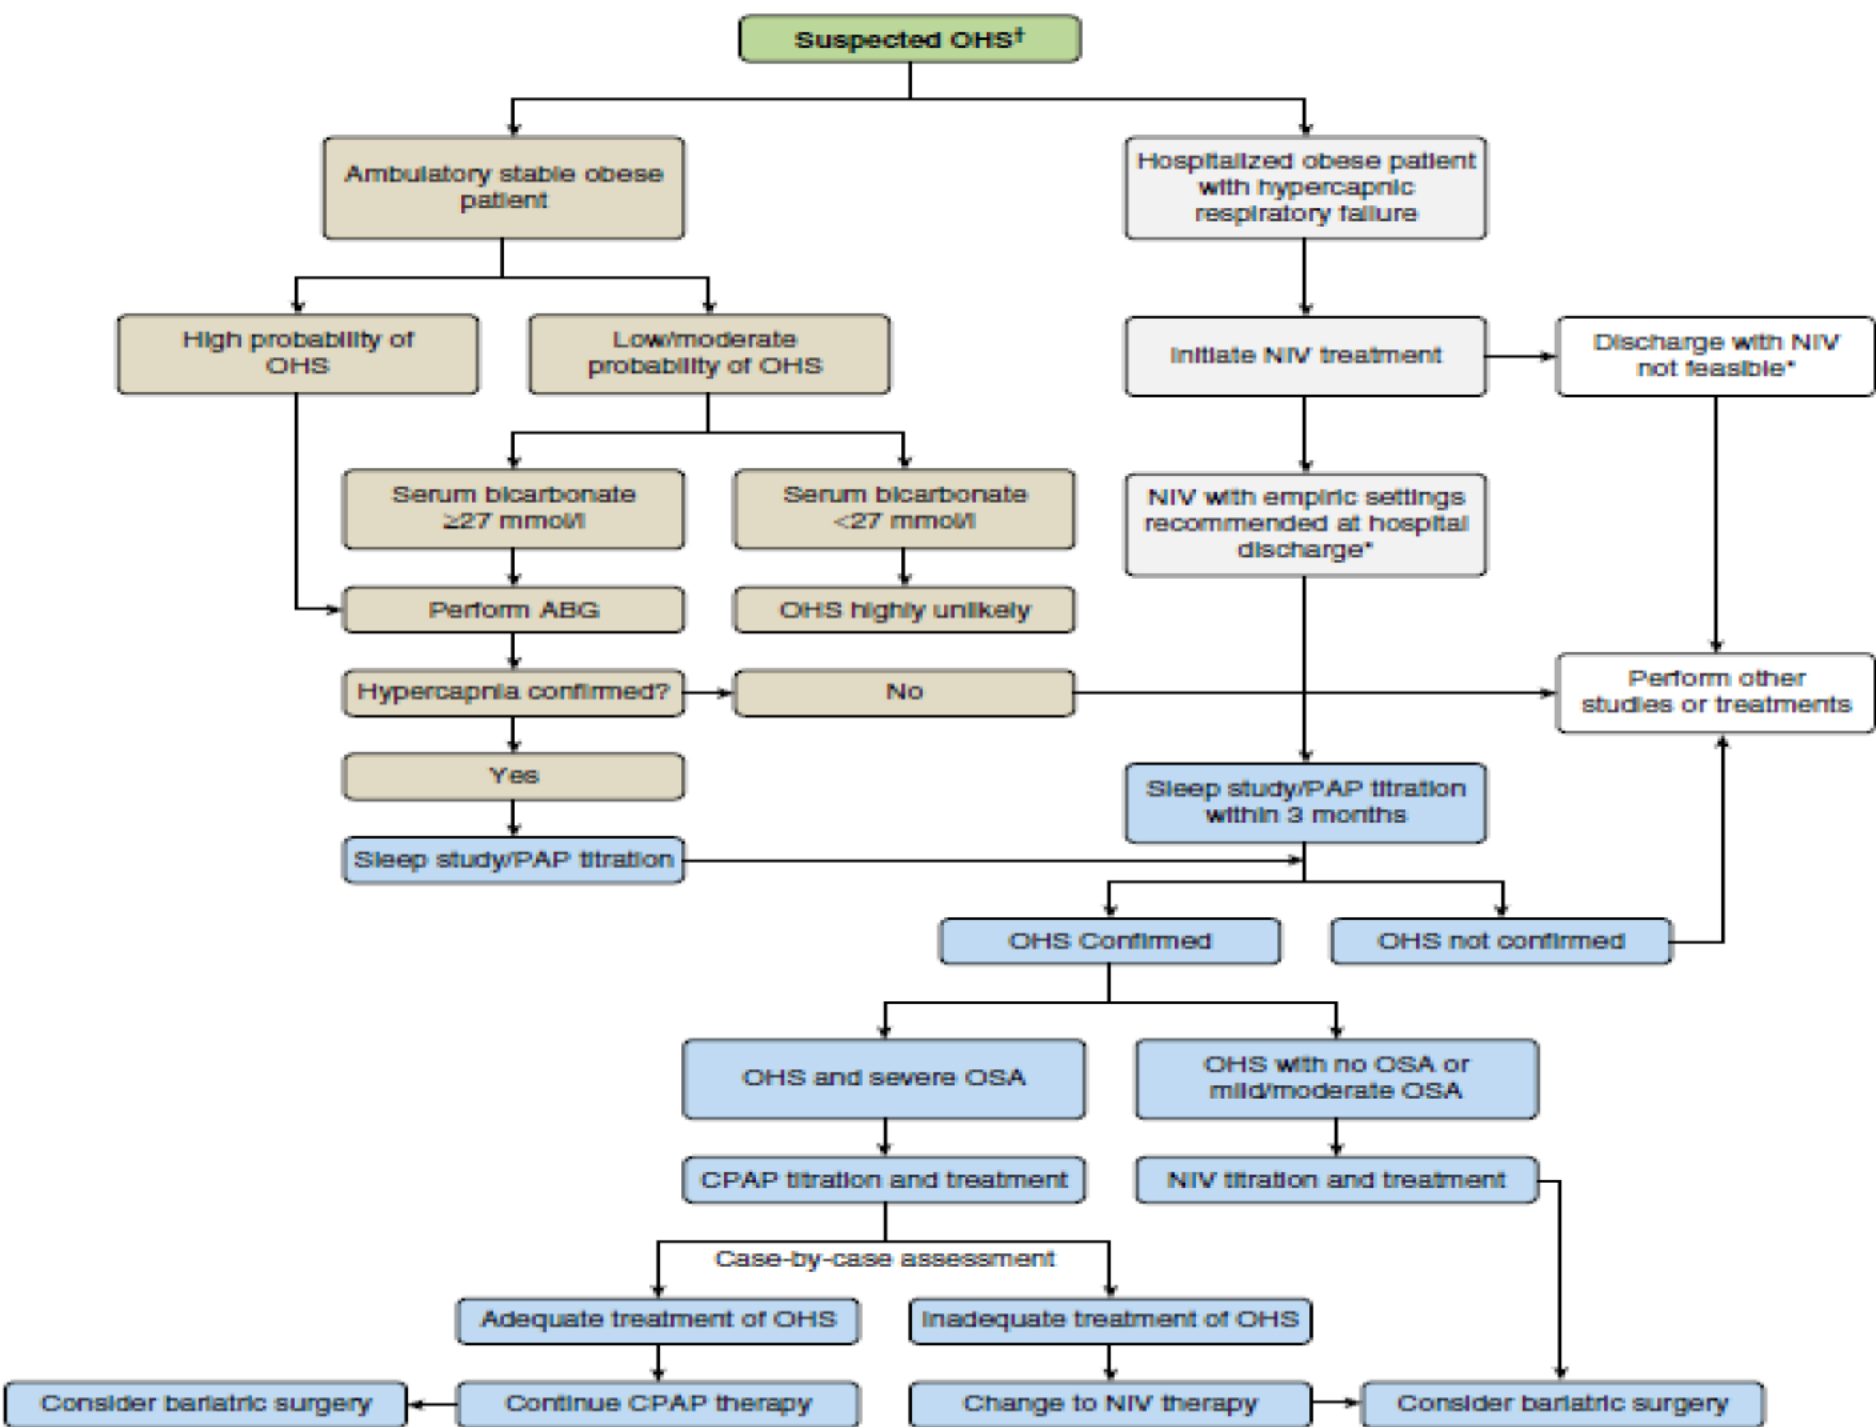 Suspected OHS†
Ambulatory stable obese
patient
Hospitalized obese patient
with hypercapnic
respiratory failure
High probability of
OHS
Low/moderate
probability of OHS
Initiate NIV treatment
Discharge with NIV
not feasible*
Serum bicarbonate
≥27 mmol/l
Serum bicarbonate
<27 mmol/l
NIV with empiric settings
recommended at hospital
discharge*
Perform ABG
OHS highly unlikely
Hypercapnia confirmed?
No
Perform other
studies or treatments
Yes
Sleep study/PAP titration
within 3 months
Sleep study/PAP titration
OHS Confirmed
OHS not confirmed
OHS and severe OSA
OHS with no OSA or
mild/moderate OSA
CPAP titration and treatment
NIV titration and treatment
Case-by-case assessment
Adequate treatment of OHS
Inadequate treatment of OHS
Consider bariatric surgery
Continue CPAP therapy
Change to NIV therapy
Consider bariatric surgery